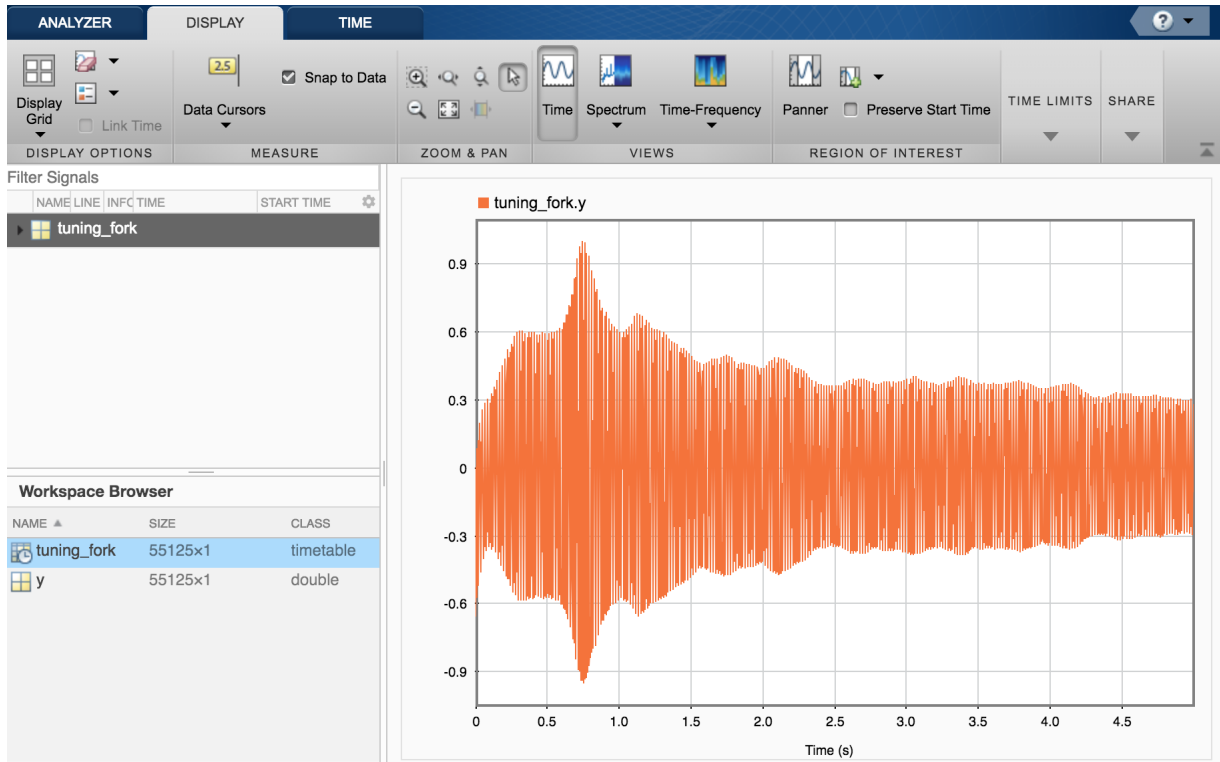 ANALYZER DISPLAY TIME ?
Display Grid
Link Time
DISPLAY OPTIONS
2.5
Data Cursors
Snap to Data
MEASURE
ZOOM & PAN
Time Spectrum Time-Frequency
VIEWS
Panner Preserve Start Time
REGION OF INTEREST
TIME LIMITS
SHARE
Filter Signals
NAME LINE INFC TIME START TIME
tuning_fork
Workspace Browser
NAME SIZE CLASS
tuning_fork 55125×1 timetable
y 55125×1 double
tuning_fork.y
0.9
0.6
0.3
0
-0.3
-0.6
-0.9
0 0.5 1.0 1.5 2.0 2.5 3.0 3.5 4.0 4.5
Time (s)